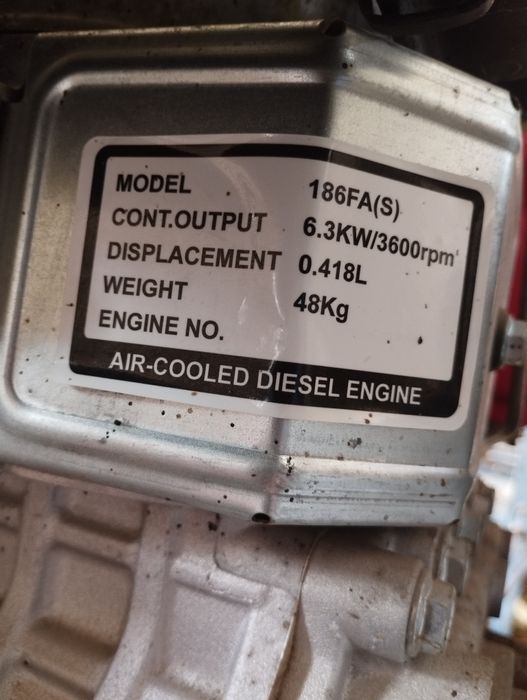 MODEL 186FA(S)
CONT.OUTPUT 6.3KW/3600rpm
DISPLACEMENT 0.418L
WEIGHT 48Kg
ENGINE NO.
AIR-COOLED DIESEL ENGINE